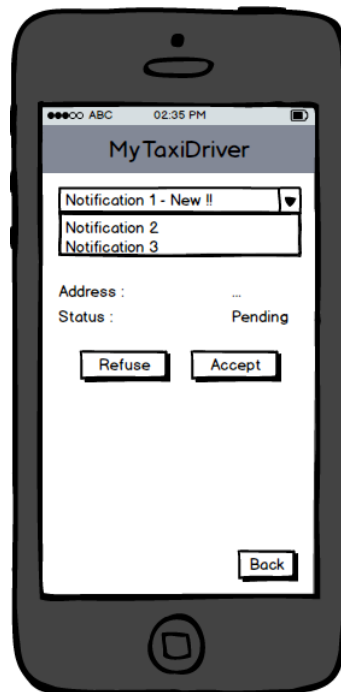 ABC 02:35 PM
MyTaxiDriver
Notification 1 - New !!
Notification 2
Notification 3
Address : ...
Status : Pending
Refuse Accept
Back